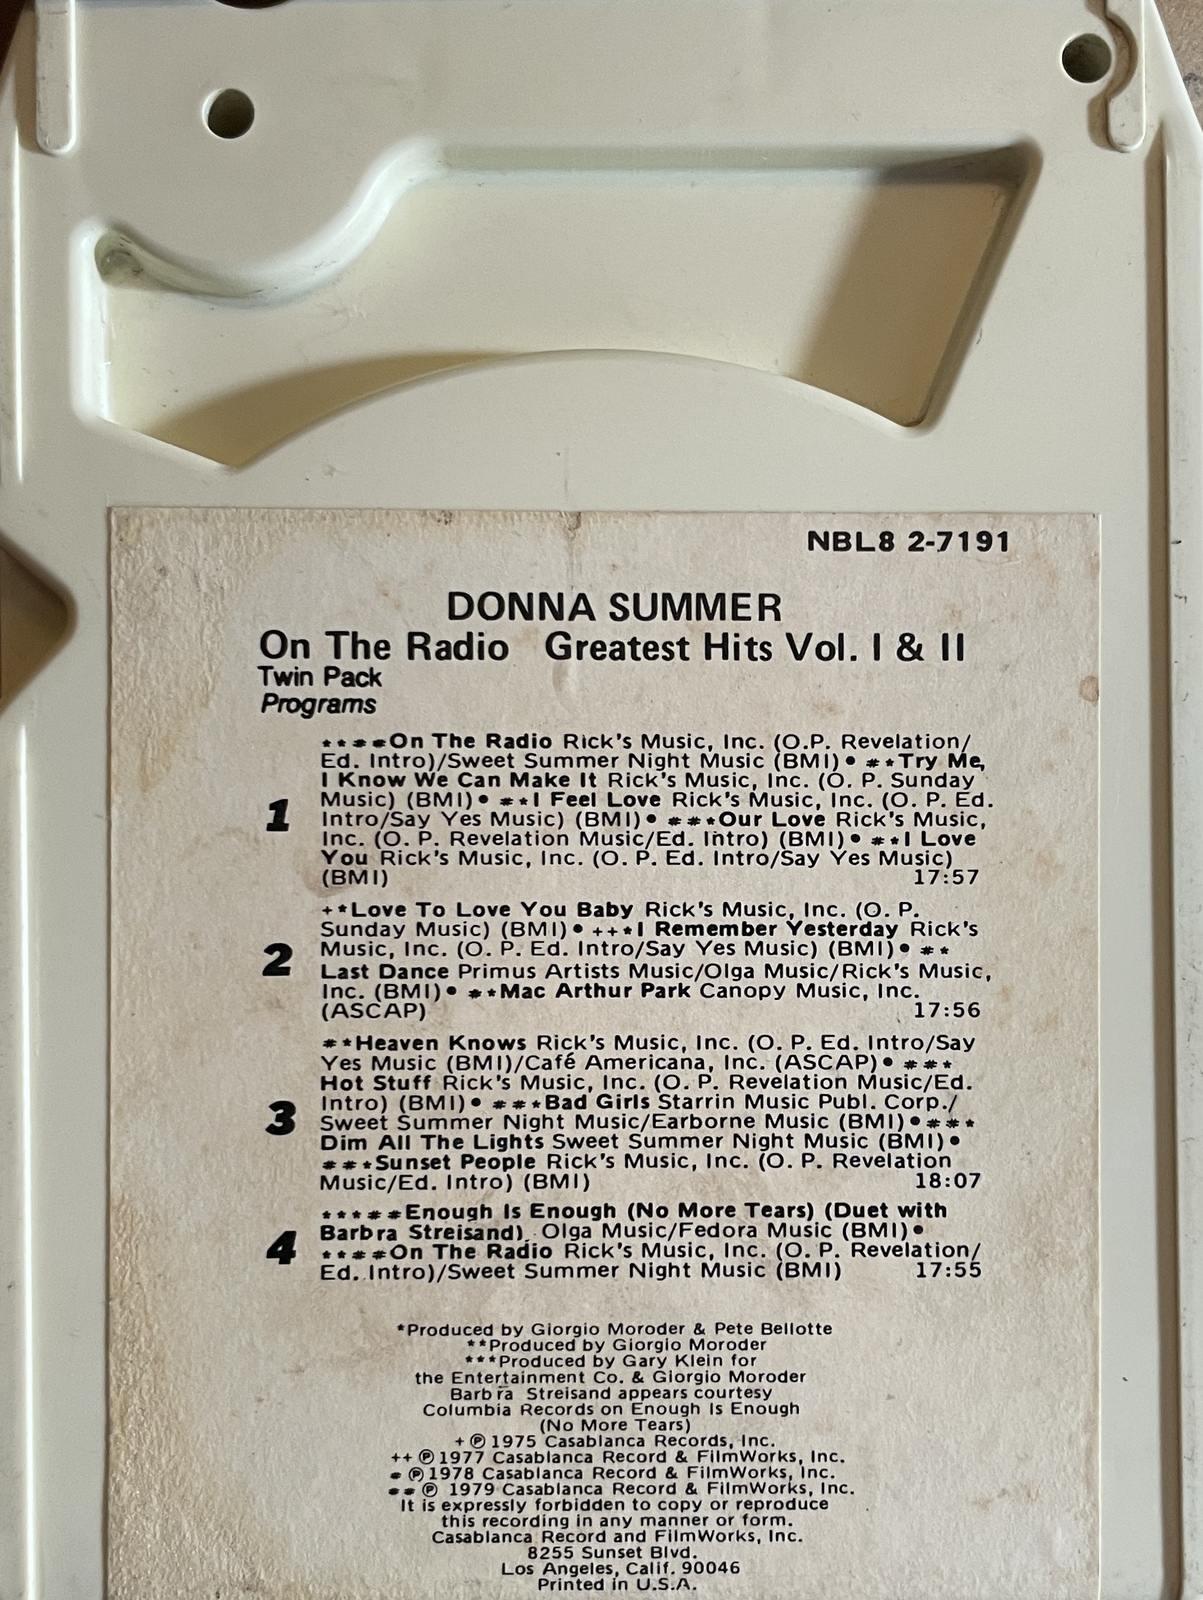 NBL8 2-7191
DONNA SUMMER
On The Radio Greatest Hits Vol. I & II
Twin Pack
Programs
1
**##On The Radio Rick's Music, Inc. (O.P. Revelation/
Ed. Intro)/Sweet Summer Night Music (BMI)• #**Try Me,
I Know We Can Make It Rick's Music, Inc. (O. P. Sunday
Music) (BMI)• #**I Feel Love Rick's Music, Inc. (O. P. Ed.
Intro/Say Yes Music) (BMI)• ##*Our Love Rick's Music,
Inc. (O. P. Revelation Music/Ed. Intro) (BMI)• #**I Love
You Rick's Music, Inc. (O. P. Ed. Intro/Say Yes Music)
(BMI) 17:57
2
+*Love To Love You Baby Rick's Music, Inc. (O. P.
Sunday Music) (BMI)• ++*I Remember Yesterday Rick's
Music, Inc. (O. P. Ed. Intro/Say Yes Music) (BMI)• #**
Last Dance Primus Artists Music/Olga Music/Rick's Music,
Inc. (BMI)• #**Mac Arthur Park Canopy Music, Inc.
(ASCAP) 17:56
3
#**Heaven Knows Rick's Music, Inc. (O. P. Ed. Intro/Say
Yes Music (BMI)/Café Americana, Inc. (ASCAP)• ##*
Hot Stuff Rick's Music, Inc. (O. P. Revelation Music/Ed.
Intro) (BMI)• ##*Bad Girls Starrin Music Publ. Corp./
Sweet Summer Night Music/Earborne Music (BMI)•##*
Dim All The Lights Sweet Summer Night Music (BMI)•
##*Sunset People Rick's Music, Inc. (O. P. Revelation
Music/Ed. Intro) (BMI) 18:07
4
***##Enough Is Enough (No More Tears) (Duet with
Barbra Streisand). Olga Music/Fedora Music (BMI)•
**##On The Radio Rick's Music, Inc. (O. P. Revelation/
Ed. Intro)/Sweet Summer Night Music (BMI) 17:55
*Produced by Giorgio Moroder & Pete Bellotte
**Produced by Giorgio Moroder
***Produced by Gary Klein for
the Entertainment Co. & Giorgio Moroder
Barbra Streisand appears courtesy
Columbia Records on Enough Is Enough
(No More Tears)
+ ℗ 1975 Casablanca Records, Inc.
++ ℗ 1977 Casablanca Record & FilmWorks, Inc.
# ℗ 1978 Casablanca Record & FilmWorks, Inc.
## ℗ 1979 Casablanca Record & FilmWorks, Inc.
It is expressly forbidden to copy or reproduce
this recording in any manner or form.
Casablanca Record and FilmWorks, Inc.
8255 Sunset Blvd.
Los Angeles, Calif. 90046
Printed in U.S.A.